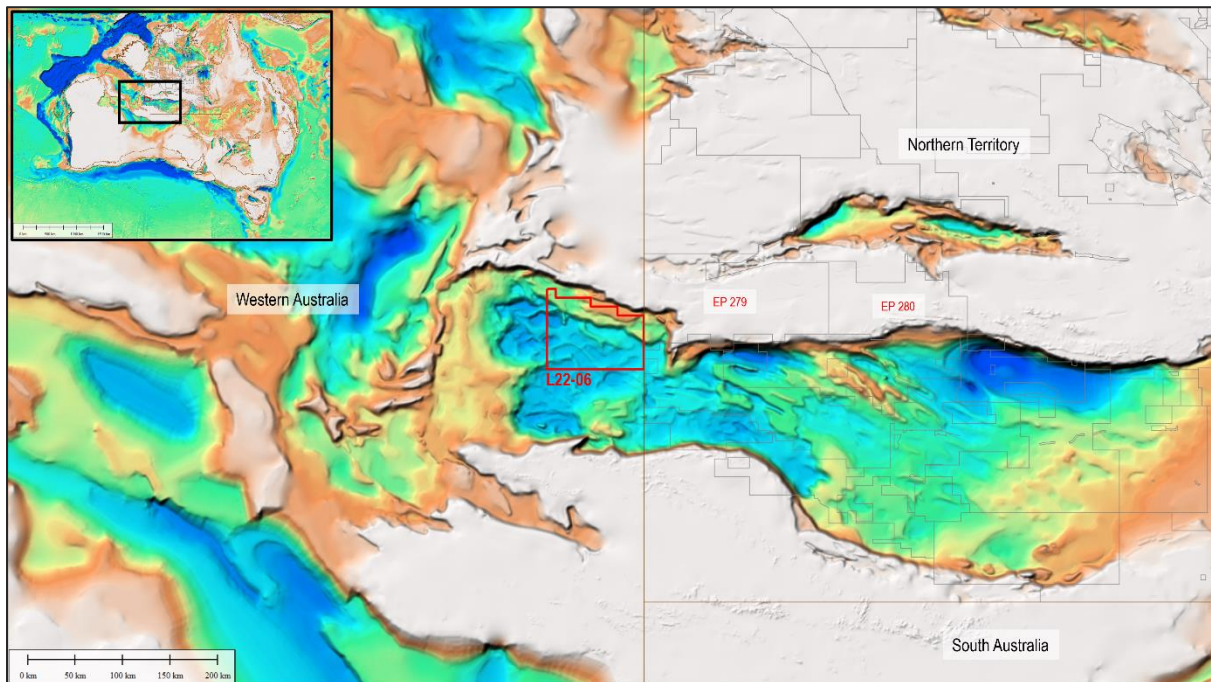 Northern Territory
Western Australia
EP 279
EP 280
L22-06
South Australia
0 km 50 km 100 km 150 km 200 km